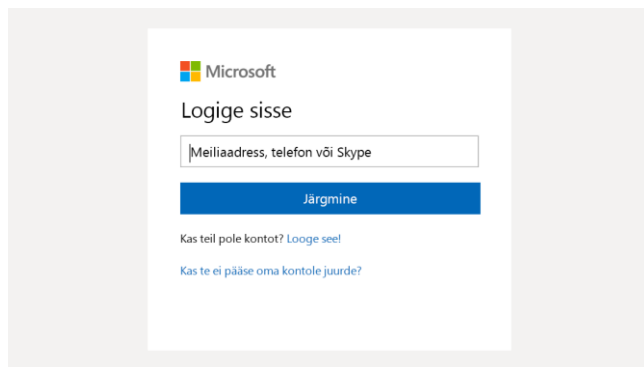 Microsoft
Logige sisse
Meiliaadress, telefon või Skype
Järgmine
Kas teil pole kontot? Looge see!
Kas te ei pääse oma kontole juurde?